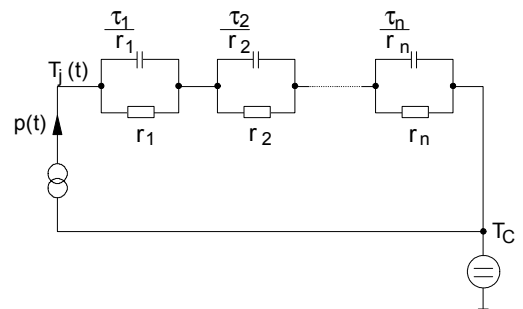 τ1/r1 τ2/r2 τn/rn
Tj (t)
r1 r2 rn
p(t)
TC